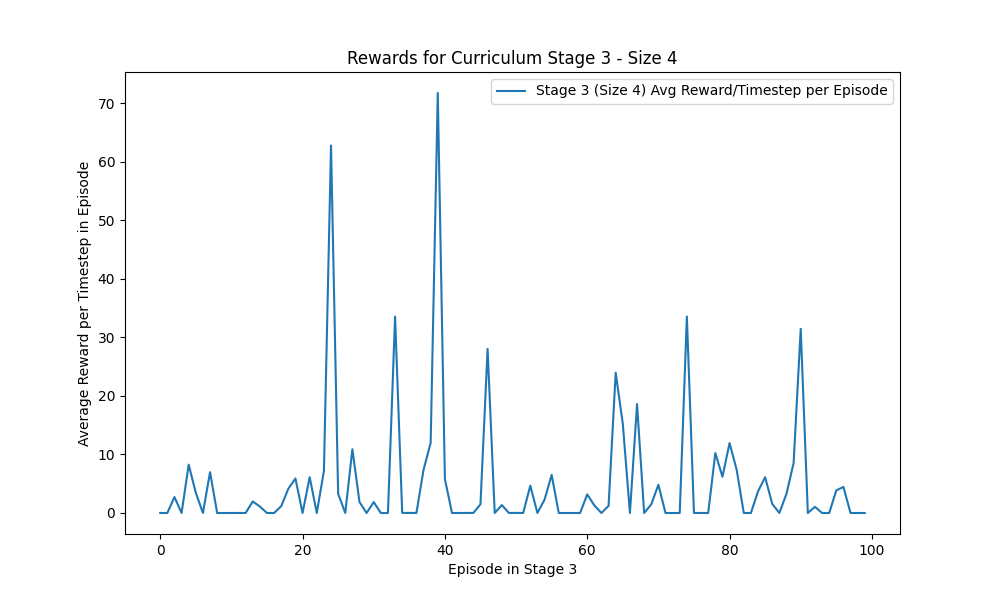 Rewards for Curriculum Stage 3 - Size 4
Stage 3 (Size 4) Avg Reward/Timestep per Episode
Average Reward per Timestep in Episode
70
60
50
40
30
20
10
0
0 20 40 60 80 100
Episode in Stage 3